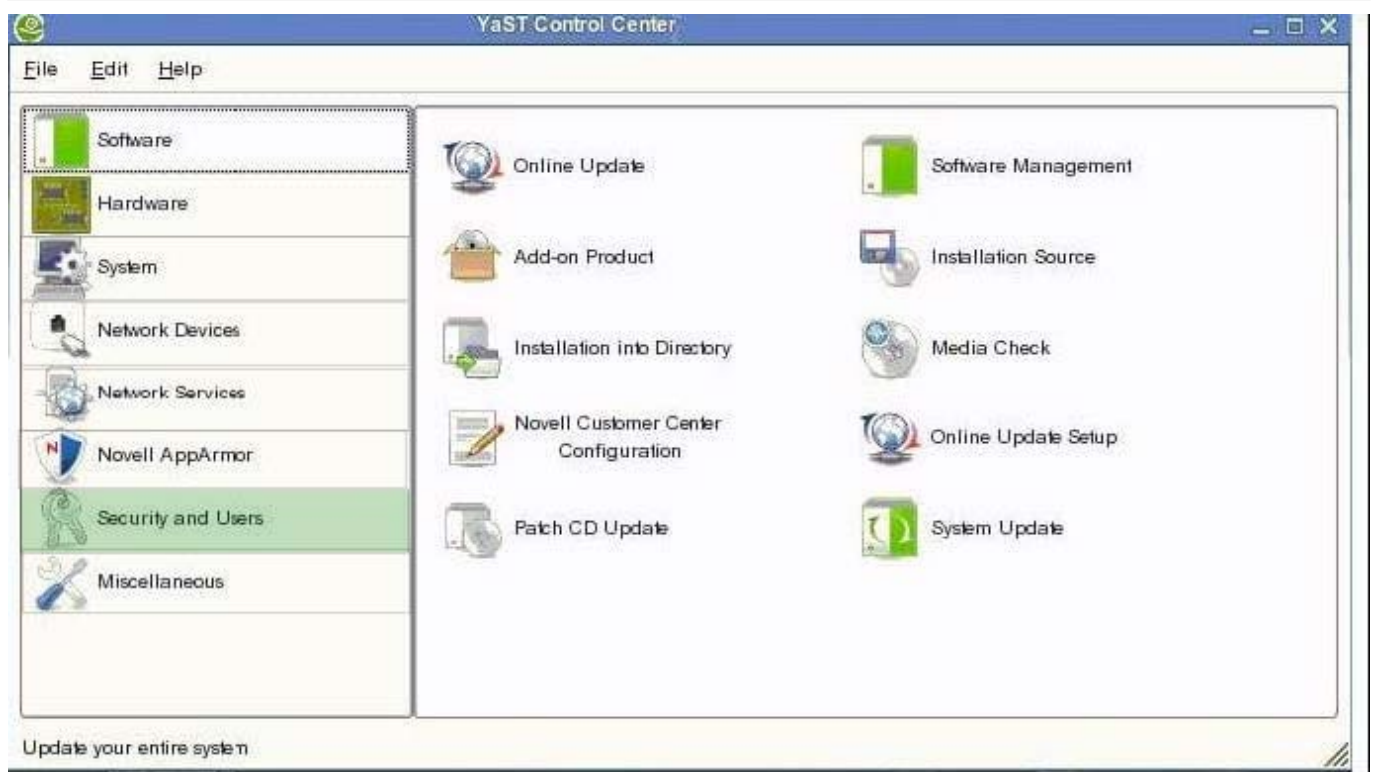 YaST Control Center
File Edit Help
Software
Hardware
System
Network Devices
Network Services
Novell AppArmor
Security and Users
Miscellaneous
Online Update
Software Management
Add-on Product
Installation Source
Installation into Directory
Media Check
Novell Customer Center
Configuration
Online Update Setup
Patch CD Update
System Update
Update your entire system